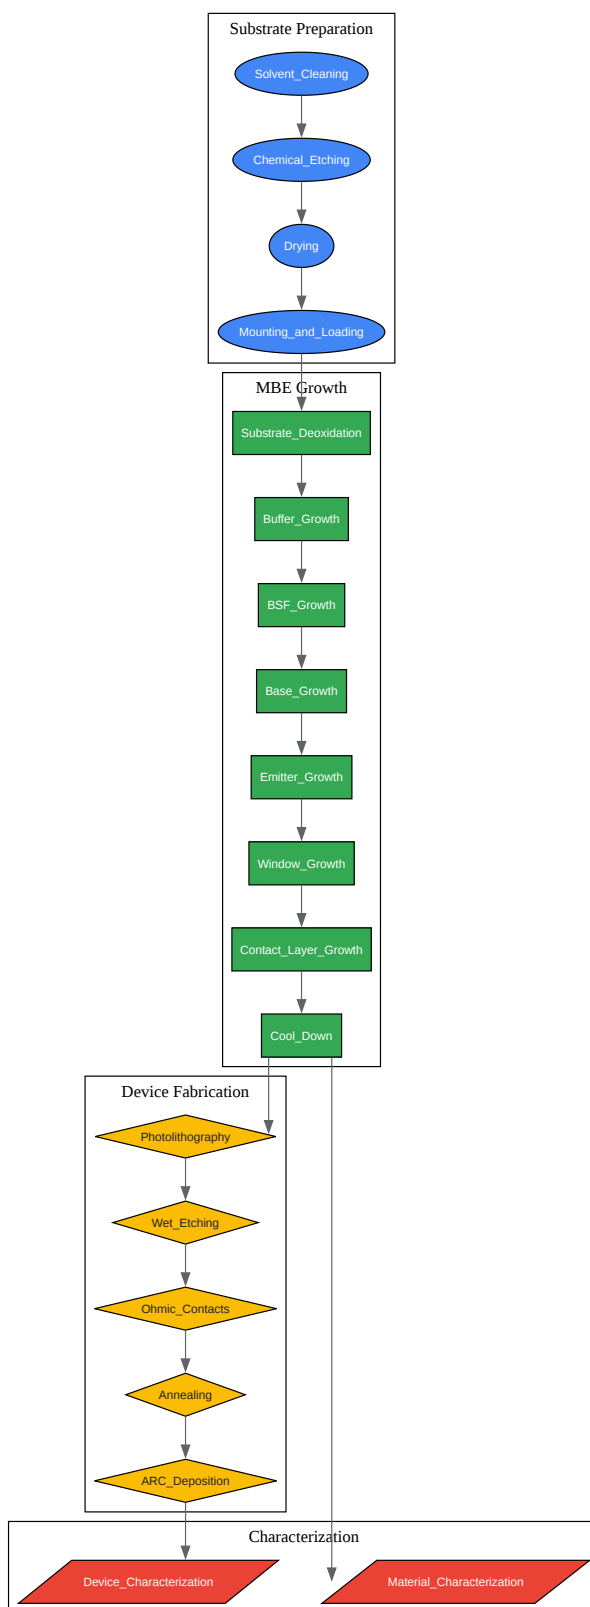 Substrate Preparation
Solvent_Cleaning
Chemical_Etching
Drying
Mounting_and_Loading
MBE Growth
Substrate_Deoxidation
Buffer_Growth
BSF_Growth
Base_Growth
Emitter_Growth
Window_Growth
Contact_Layer_Growth
Cool_Down
Device Fabrication
Photolithography
Wet_Etching
Ohmic_Contacts
Annealing
ARC_Deposition
Characterization
Device_Characterization
Material_Characterization